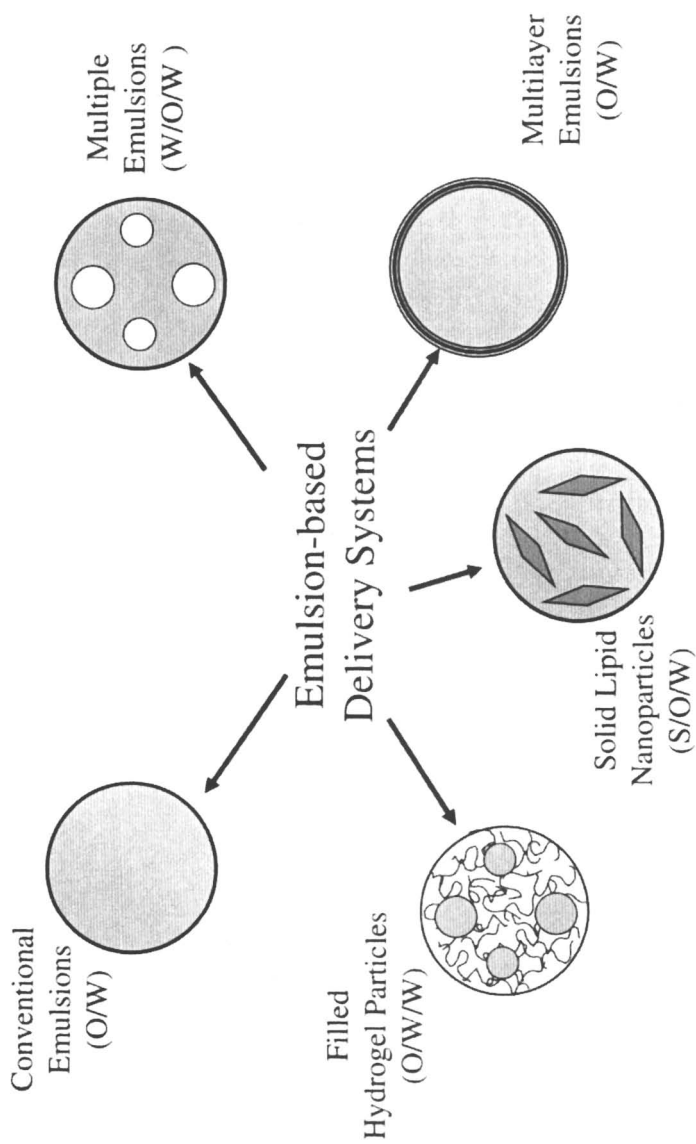 Conventional
Emulsions
(O/W)
Multiple
Emulsions
(W/O/W )
Emulsion-based
Delivery Systems
Filled
Hydrogel Particles
(O/W/W)
Solid Lipid
Nanoparticles
(S/O/W)
Multilayer
Emulsions
(O/W)